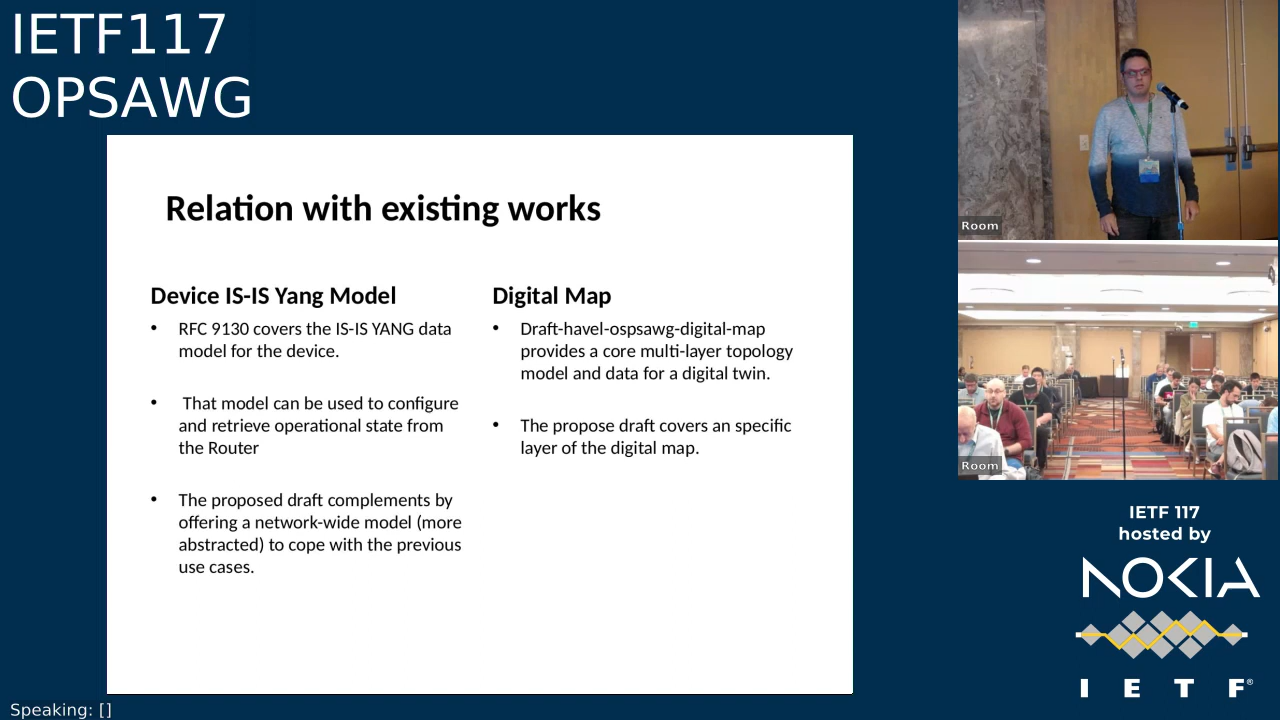 IETF117
OPSAWG
Relation with existing works
Device IS-IS Yang Model
• RFC 9130 covers the IS-IS YANG data
model for the device.
• That model can be used to configure
and retrieve operational state from
the Router
• The proposed draft complements by
offering a network-wide model (more
abstracted) to cope with the previous
use cases.
Digital Map
• Draft-havel-ospsawg-digital-map
provides a core multi-layer topology
model and data for a digital twin.
• The propose draft covers an specific
layer of the digital map.
Room
Room
IETF 117
hosted by
NOKIA
I E T F®
Speaking: []